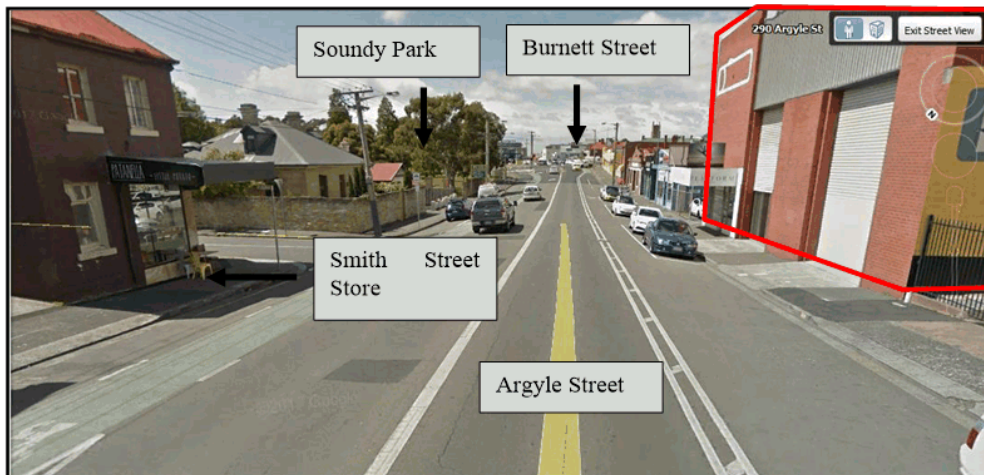 Soundy Park
Burnett Street
290 Argyle St
Exit Street View
Smith Street
Store
Argyle Street